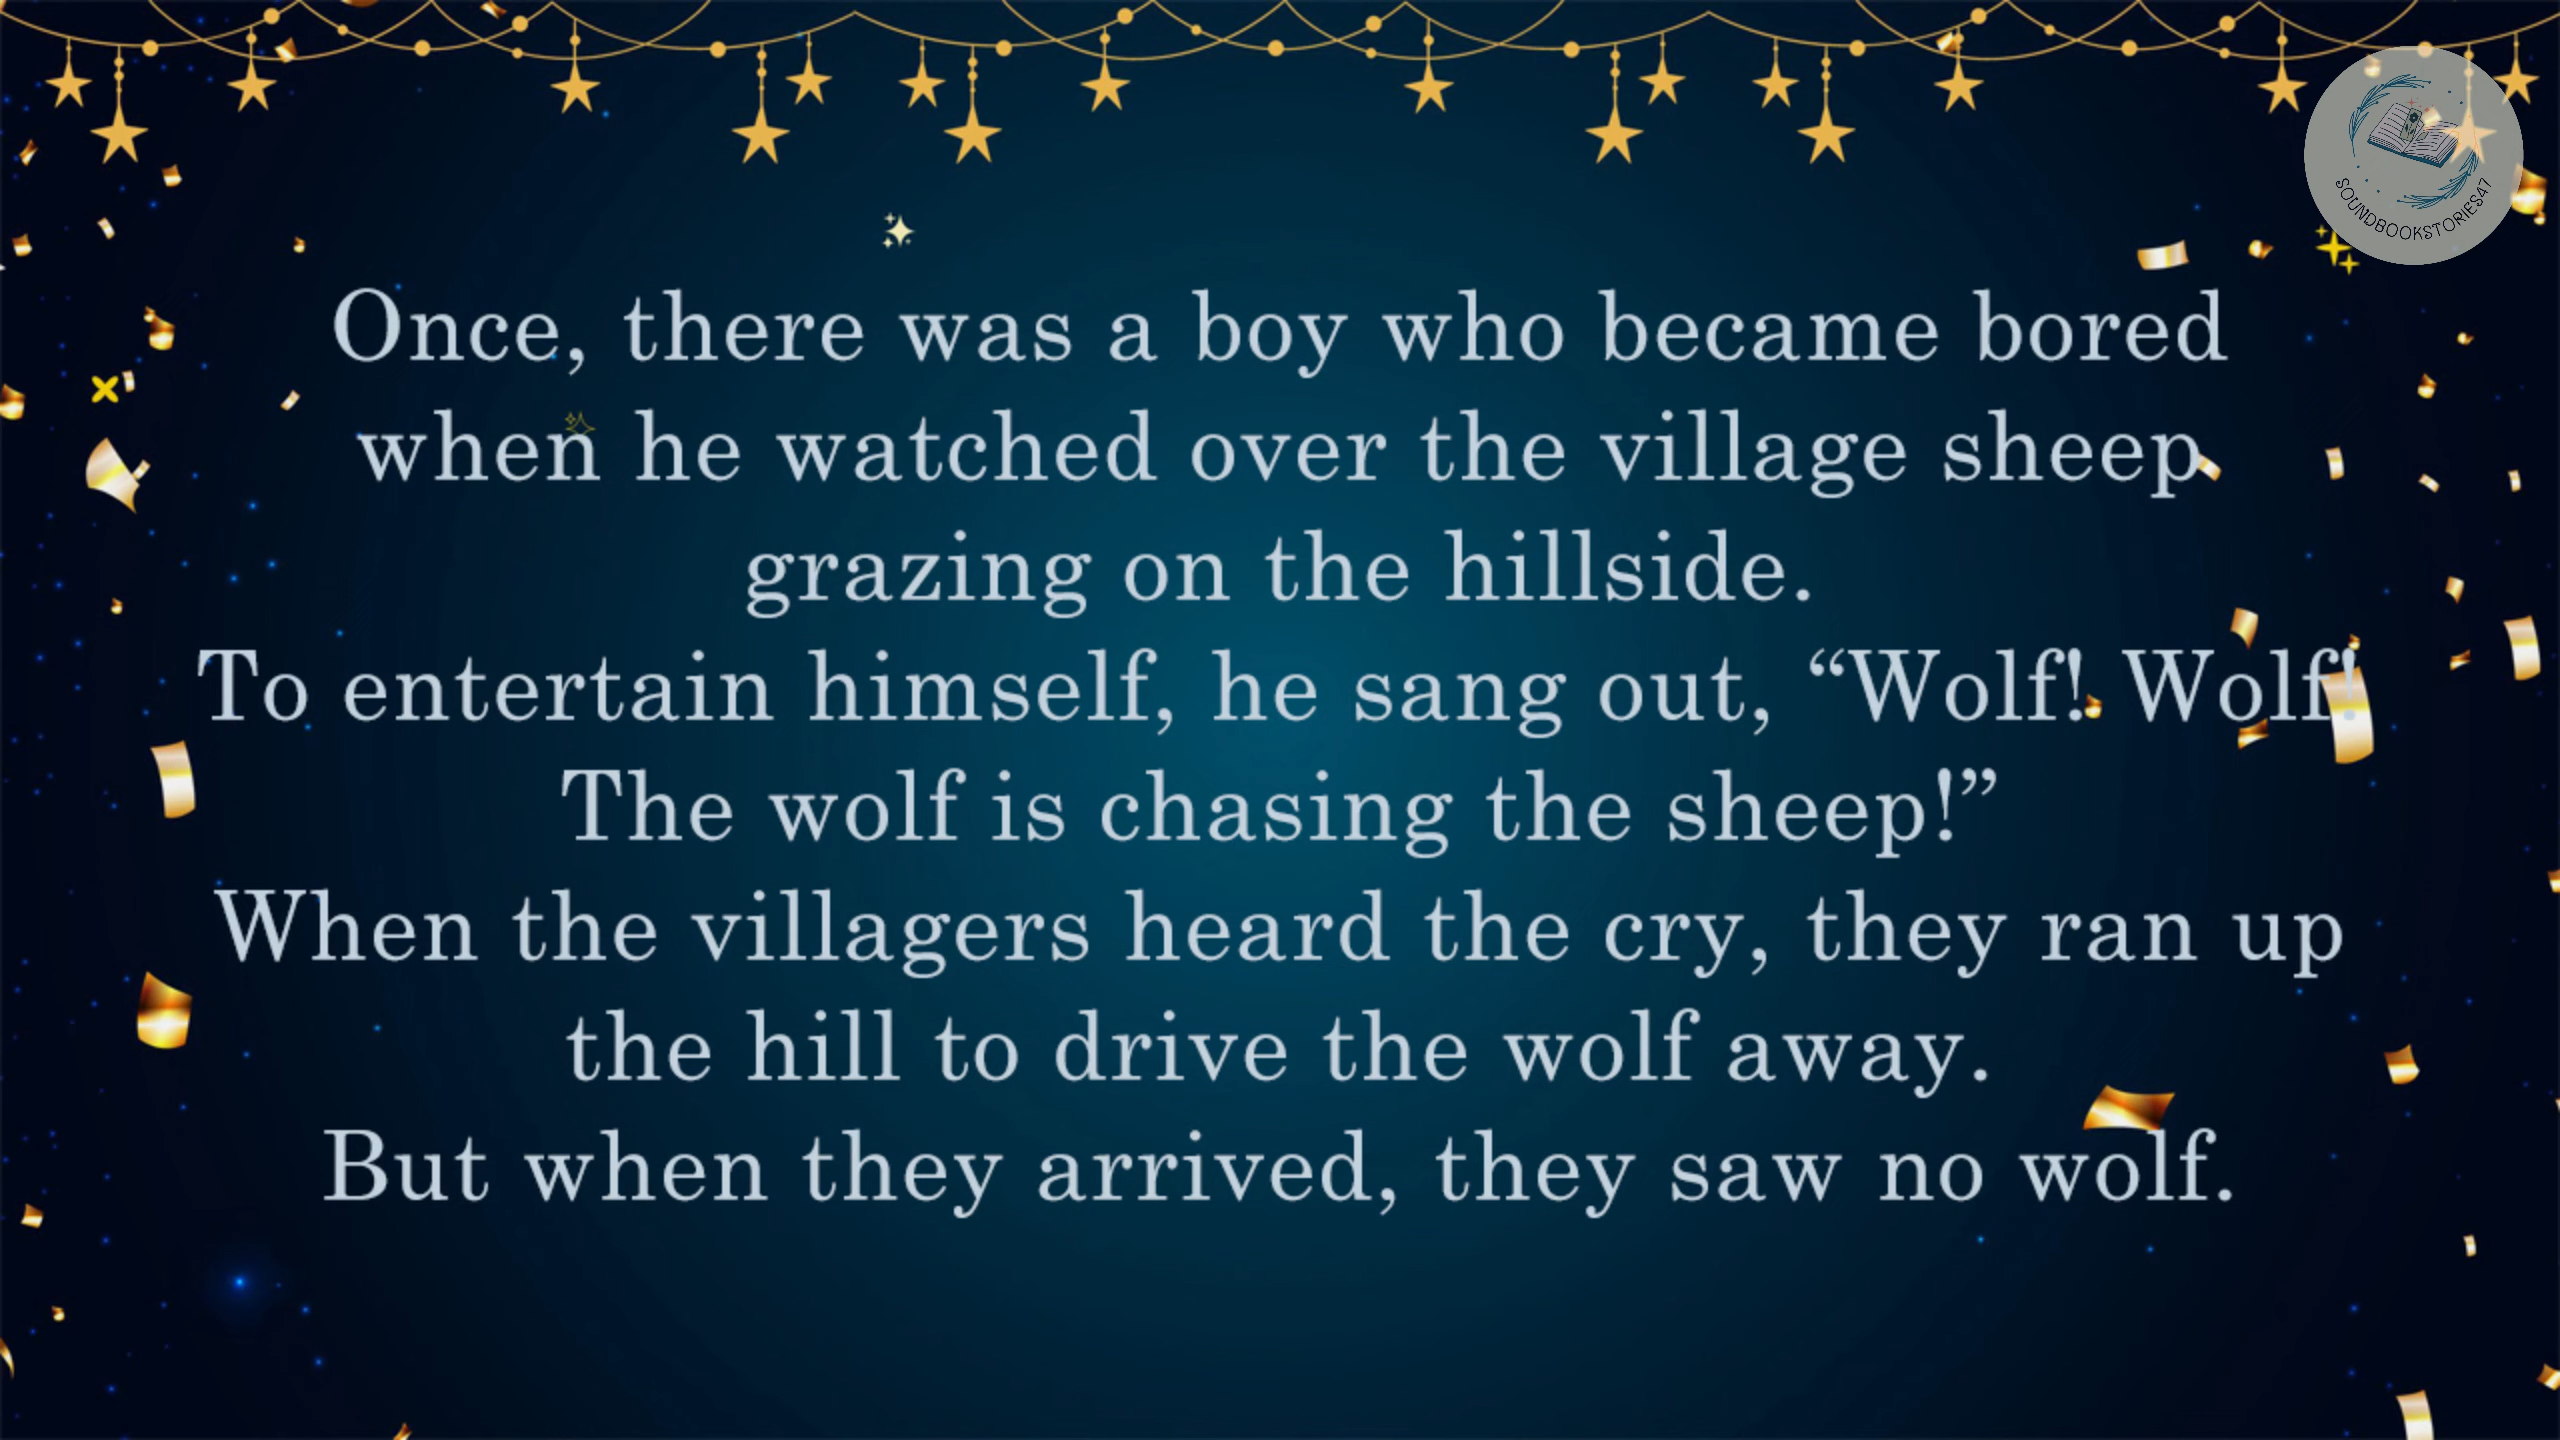 SOUNDBOOKSTORIES47
Once, there was a boy who became bored
when he watched over the village sheep
grazing on the hillside.
To entertain himself, he sang out, “Wolf! Wolf!
The wolf is chasing the sheep!”
When the villagers heard the cry, they ran up
the hill to drive the wolf away.
But when they arrived, they saw no wolf.